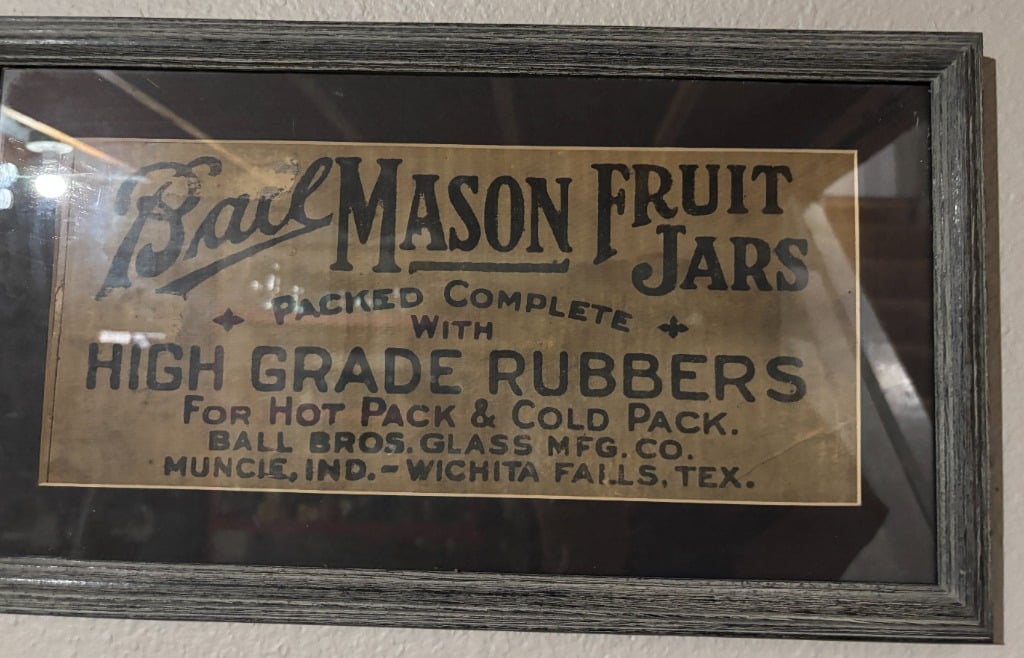 Ball MASON FRUIT JARS
PACKED COMPLETE
WITH
HIGH GRADE RUBBERS
FOR HOT PACK & COLD PACK.
BALL BROS. GLASS MFG. CO.
MUNCIE, IND. - WICHITA FALLS, TEX.